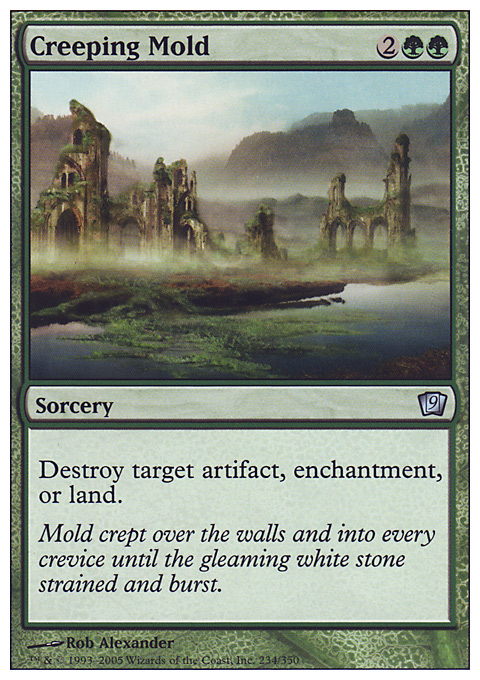 Creeping Mold 2
Sorcery 9
Destroy target artifact, enchantment,
or land.
Mold crept over the walls and into every
crevice until the gleaming white stone
strained and burst.
Rob Alexander
™ & © 1993–2005 Wizards of the Coast, Inc. 234/350